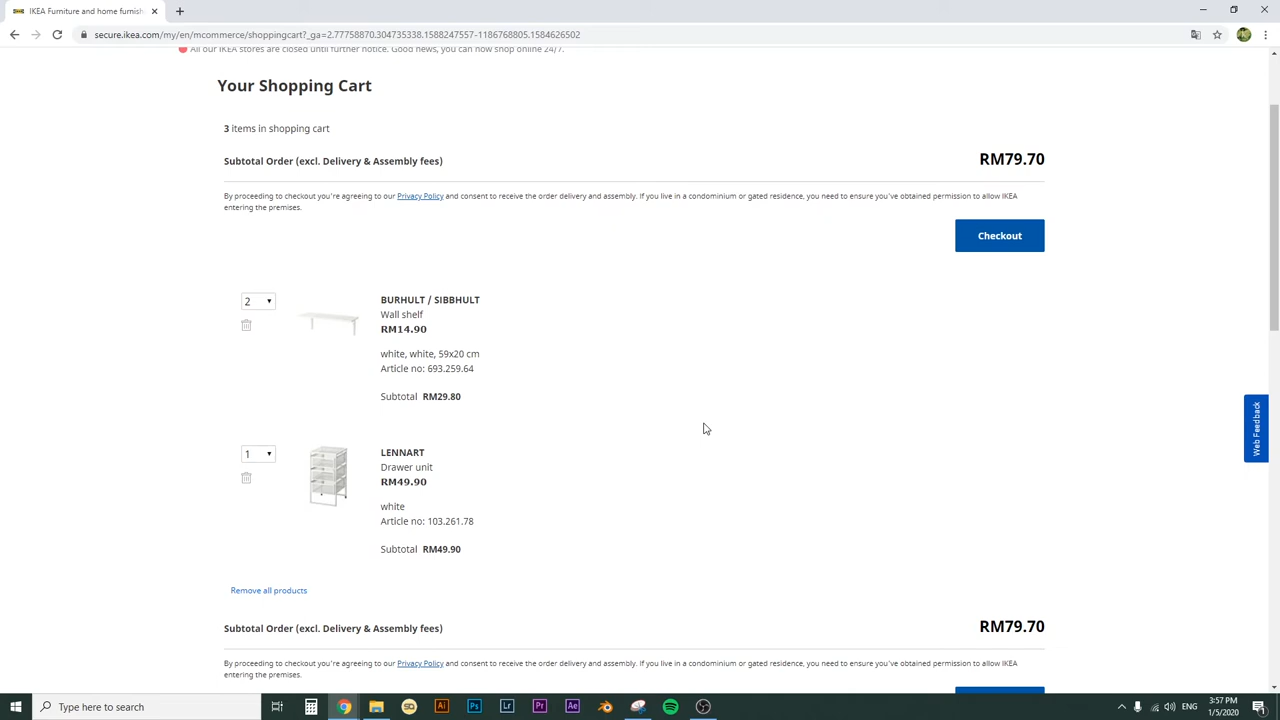 IKEA Furniture and home furnish
secure.ikea.com/my/en/mcommerce/shoppingcart?_ga=2.77758870.304735338.1588247557-1186768805.1584626502
All our IKEA stores are closed until further notice. Good news, you can now shop online 24/7.
Your Shopping Cart
3 items in shopping cart
Subtotal Order (excl. Delivery & Assembly fees) RM79.70
By proceeding to checkout you're agreeing to our Privacy Policy and consent to receive the order delivery and assembly. If you live in a condominium or gated residence, you need to ensure you've obtained permission to allow IKEA
entering the premises.
Checkout
2
BURHULT / SIBBHULT
Wall shelf
RM14.90
white, white, 59x20 cm
Article no: 693.259.64
Subtotal RM29.80
1
LENNART
Drawer unit
RM49.90
white
Article no: 103.261.78
Subtotal RM49.90
Web Feedback
Remove all products
Subtotal Order (excl. Delivery & Assembly fees) RM79.70
By proceeding to checkout you're agreeing to our Privacy Policy and consent to receive the order delivery and assembly. If you live in a condominium or gated residence, you need to ensure you've obtained permission to allow IKEA
entering the premises.
Type here to search
Ai
Ps
Lr
Pr
Ae
ENG
3:57 PM
1/5/2020